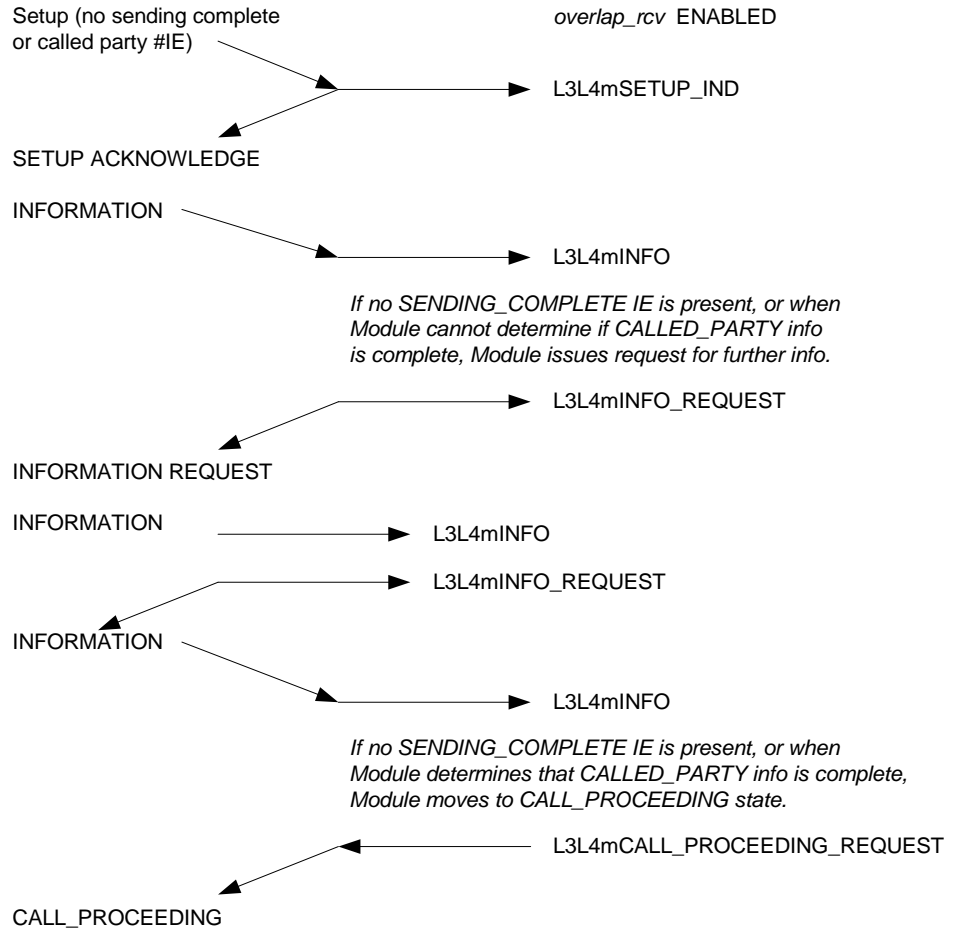 Setup (no sending complete
or called party #IE)
overlap_rcv ENABLED
L3L4mSETUP_IND
SETUP ACKNOWLEDGE
INFORMATION
L3L4mINFO
If no SENDING_COMPLETE IE is present, or when
Module cannot determine if CALLED_PARTY info
is complete, Module issues request for further info.
L3L4mINFO_REQUEST
INFORMATION REQUEST
INFORMATION
L3L4mINFO
L3L4mINFO_REQUEST
INFORMATION
L3L4mINFO
If no SENDING_COMPLETE IE is present, or when
Module determines that CALLED_PARTY info is complete,
Module moves to CALL_PROCEEDING state.
L3L4mCALL_PROCEEDING_REQUEST
CALL_PROCEEDING